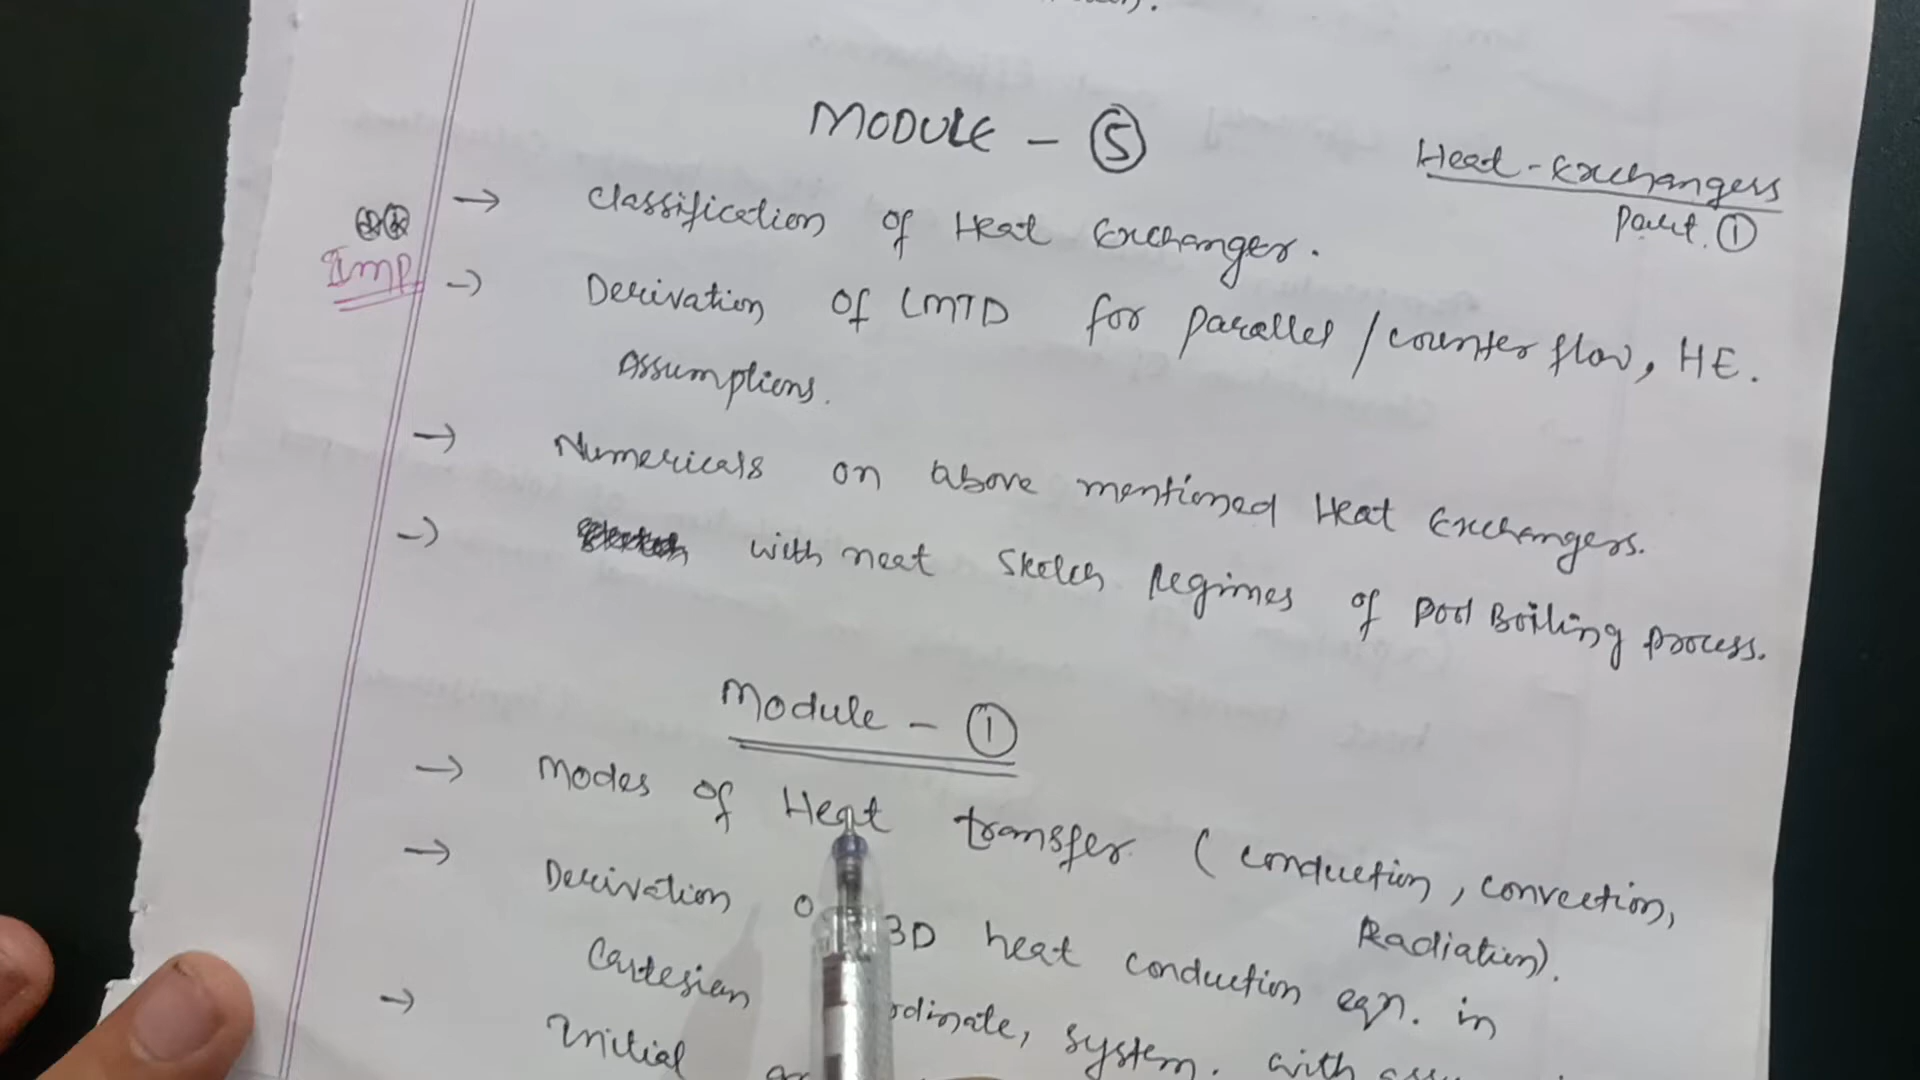 MODULE - ⑤
Heat-Exchangers
Part. ①
→ Classification of Heat Exchanger.
Imp
→ Derivation of LMTD for parallel / counter flow, HE.
Assumptions.
→ Numericals on above mentioned Heat Exchangers.
→ with neat Sketch Regimes of Pool Boiling process.
Module - ①
→ Modes of Heat transfer (conduction, convection,
Radiation).
→ Derivation 3D heat conduction eqn. in
Cartesian system. with
→ Initial